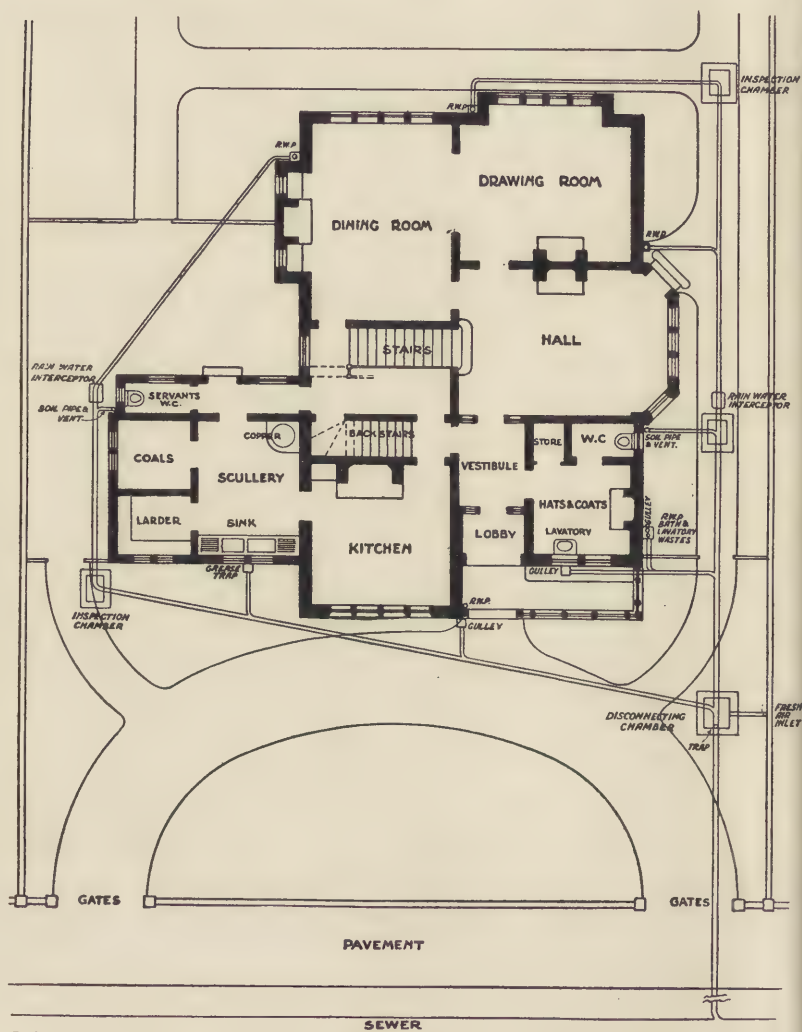 INSPECTION
CHAMBER
R.W.P.
R.W.P.
DRAWING ROOM
DINING ROOM
R.W.P.
HALL
STAIRS
RAIN WATER
INTERCEPTOR
SERVANTS
W.C.
SOIL PIPE &
VENT.
RAIN WATER
INTERCEPTOR
COPPER
BACK STAIRS
STORE
W.C
SOIL PIPE
& VENT.
COALS
SCULLERY
VESTIBULE
LARDER
SINK
HATS & COATS
GULLEY
R.W.P
BATH &
LAVATORY
WASTES
KITCHEN
LOBBY
LAVATORY
GREASE
TRAP
GULLEY
INSPECTION
CHAMBER
R.W.P.
GULLEY
DISCONNECTING
CHAMBER
FRESH
AIR
INLET
TRAP
GATES
GATES
PAVEMENT
SEWER